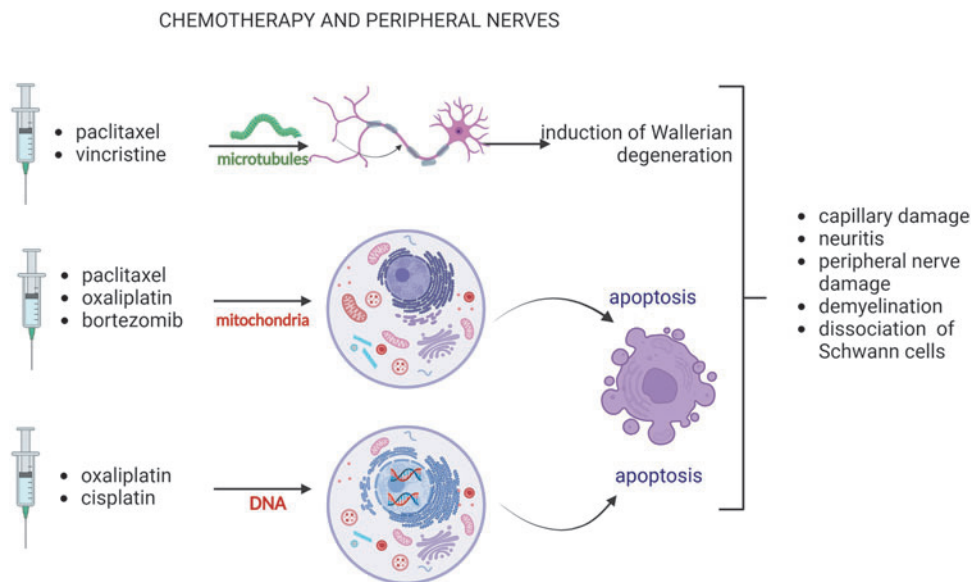 CHEMOTHERAPY AND PERIPHERAL NERVES
• paclitaxel
• vincristine
microtubules
induction of Wallerian
degeneration
• paclitaxel
• oxaliplatin
• bortezomib
mitochondria
apoptosis
• capillary damage
• neuritis
• peripheral nerve
damage
• demyelination
• dissociation of
Schwann cells
• oxaliplatin
• cisplatin
DNA
apoptosis